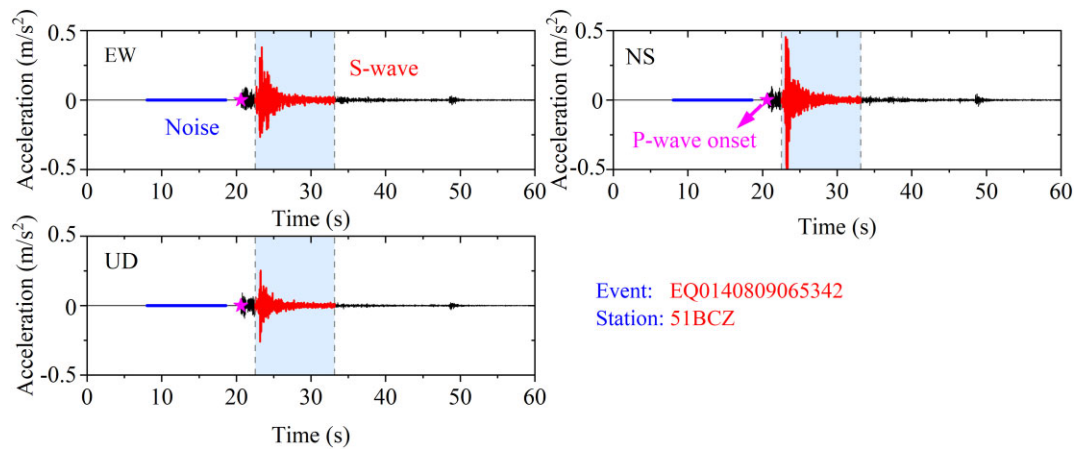 0.5
EW
S-wave
0
Noise
-0.5
0 10 20 30 40 50 60
Acceleration (m/s²)
Time (s)
0.5
NS
0
P-wave onset
-0.5
0 10 20 30 40 50 60
Acceleration (m/s²)
Time (s)
0.5
UD
0
-0.5
0 10 20 30 40 50 60
Acceleration (m/s²)
Time (s)
Event: EQ0140809065342
Station: 51BCZ